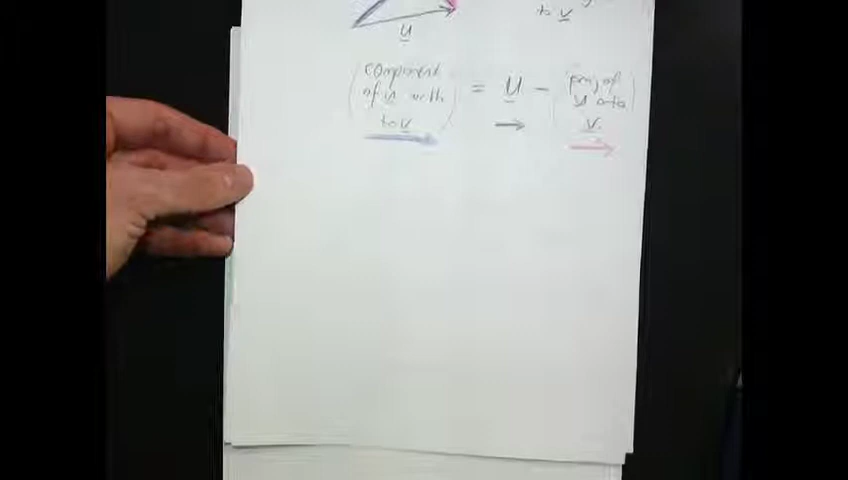 u
to v
component
of u orth
to v
= u -
proj of
u onto
v.